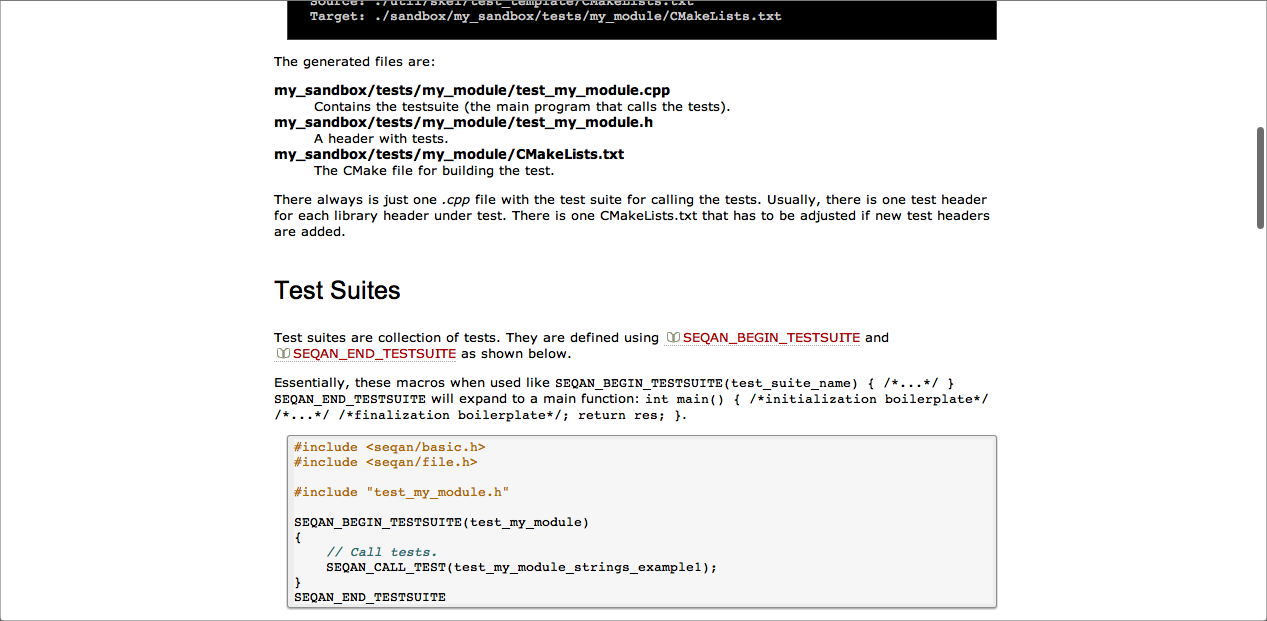 Source: ./util/skel/test_template/CMakeLists.txt
Target: ./sandbox/my_sandbox/tests/my_module/CMakeLists.txt
The generated files are:
my_sandbox/tests/my_module/test_my_module.cpp
Contains the testsuite (the main program that calls the tests).
my_sandbox/tests/my_module/test_my_module.h
A header with tests.
my_sandbox/tests/my_module/CMakeLists.txt
The CMake file for building the test.
There always is just one .cpp file with the test suite for calling the tests. Usually, there is one test header
for each library header under test. There is one CMakeLists.txt that has to be adjusted if new test headers
are added.
Test Suites
Test suites are collection of tests. They are defined using SEQAN_BEGIN_TESTSUITE and
SEQAN_END_TESTSUITE as shown below.
Essentially, these macros when used like SEQAN_BEGIN_TESTSUITE(test_suite_name) { /*...*/ }
SEQAN_END_TESTSUITE will expand to a main function: int main() { /*initialization boilerplate*/
/*...*/ /*finalization boilerplate*/; return res; }.
#include <seqan/basic.h>
#include <seqan/file.h>
#include "test_my_module.h"
SEQAN_BEGIN_TESTSUITE(test_my_module)
{
// Call tests.
SEQAN_CALL_TEST(test_my_module_strings_example1);
}
SEQAN_END_TESTSUITE